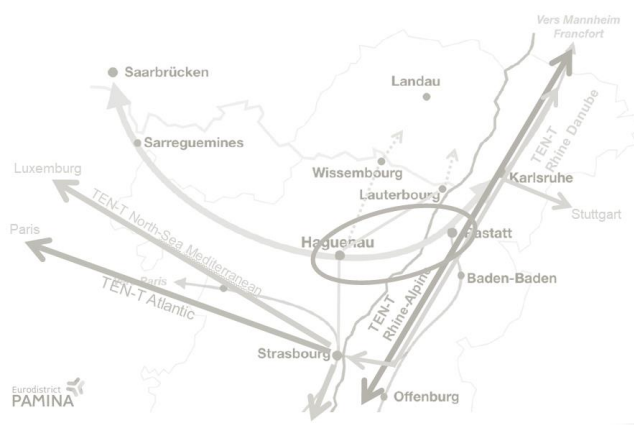 Vers Mannheim
Francfort
Saarbrücken
Landau
TEN-T
Rhine Danube
Sarreguemines
Luxemburg
Wissembourg
Karlsruhe
Lauterbourg
Stuttgart
TEN-T North-Sea Mediterranean
Paris
Haguenau
Rastatt
Paris
Baden-Baden
TEN-T Atlantic
TEN-T
Rhine-Alpin
Strasbourg
Offenburg
Eurodistrict
PAMINA